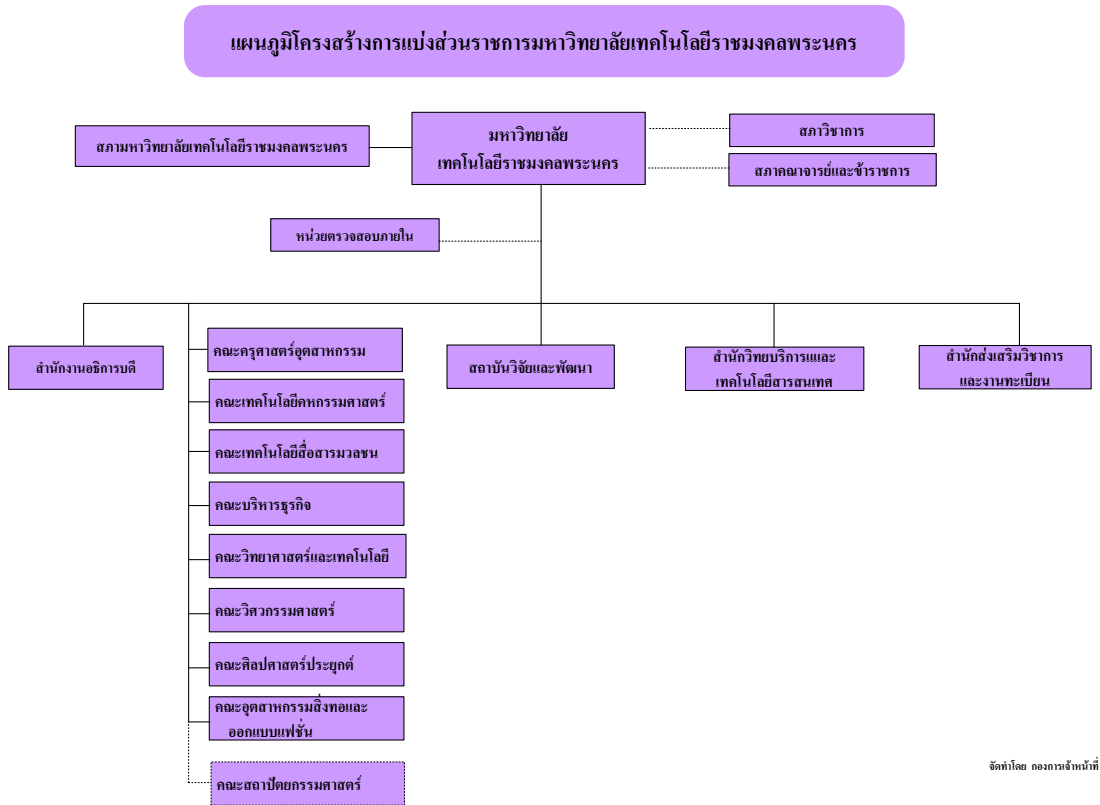 แผนภูมิโครงสร้างการแบ่งส่วนราชการมหาวิทยาลัยเทคโนโลยีราชมงคลพระนคร
สภามหาวิทยาลัยเทคโนโลยีราชมงคลพระนคร
มหาวิทยาลัย
เทคโนโลยีราชมงคลพระนคร
สภาวิชาการ
สภาคณาจารย์และข้าราชการ
หน่วยตรวจสอบภายใน
สำนักงานอธิการบดี
คณะครุศาสตร์อุตสาหกรรม
คณะเทคโนโลยีคหกรรมศาสตร์
คณะเทคโนโลยีสื่อสารมวลชน
คณะบริหารธุรกิจ
คณะวิทยาศาสตร์และเทคโนโลยี
คณะวิศวกรรมศาสตร์
คณะศิลปศาสตร์ประยุกต์
คณะอุตสาหกรรมสิ่งทอและ
ออกแบบแฟชั่น
คณะสถาปัตยกรรมศาสตร์
สถาบันวิจัยและพัฒนา
สำนักวิทยบริการและ
เทคโนโลยีสารสนเทศ
สำนักส่งเสริมวิชาการ
และงานทะเบียน
จัดทำโดย กองการเจ้าหน้าที่